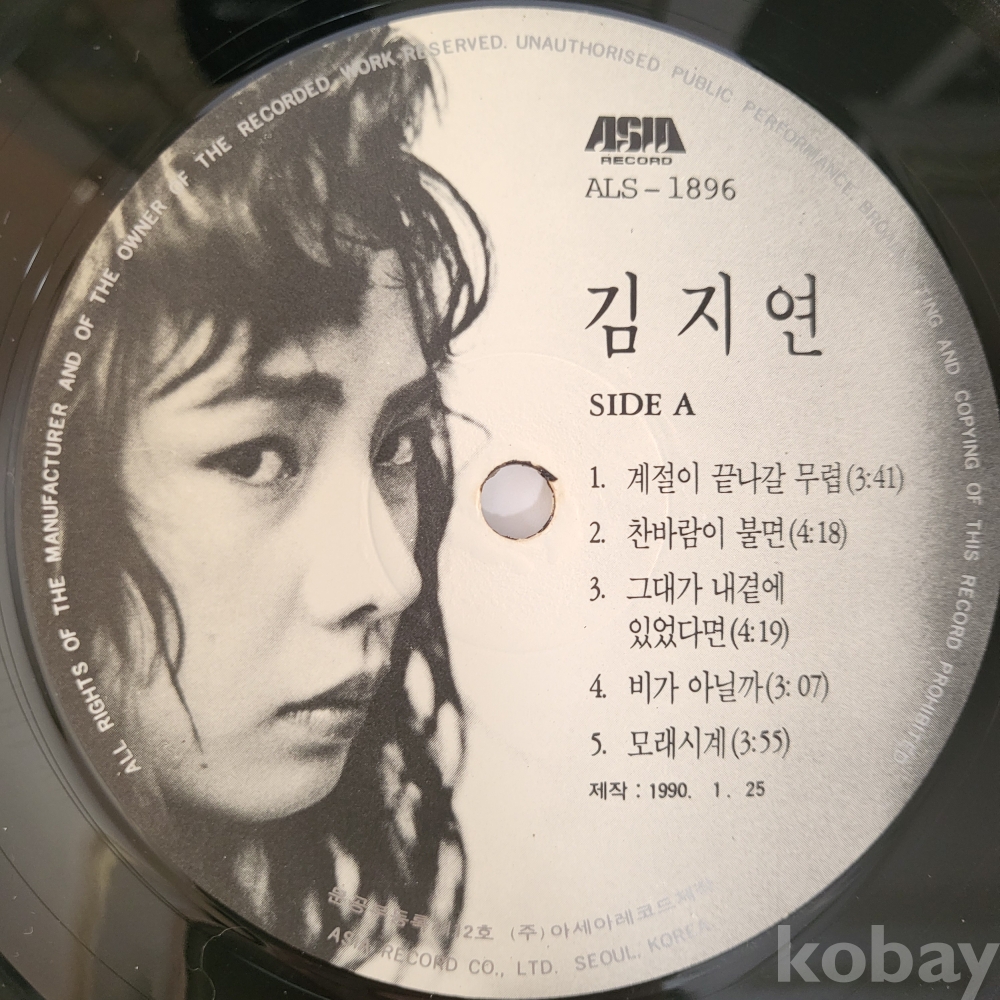 ALL RIGHTS OF THE MANUFACTURER AND OF THE OWNER OF THE RECORDED WORK RESERVED. UNAUTHORISED PUBLIC PERFORMANCE. BROADCASTING AND COPYING OF THIS RECORD PROHIBITED
ASIA
RECORD
ALS-1896
김지연
SIDE A
1. 계절이 끝나갈 무렵(3:41)
2. 찬바람이 불면(4:18)
3. 그대가 내곁에
있었다면(4:19)
4. 비가 아닐까(3:07)
5. 모래시계(3:55)
제작 : 1990. 1. 25
(주)아세아레코드제작
ASIA RECORD CO., LTD. SEOUL, KOREA
kobay